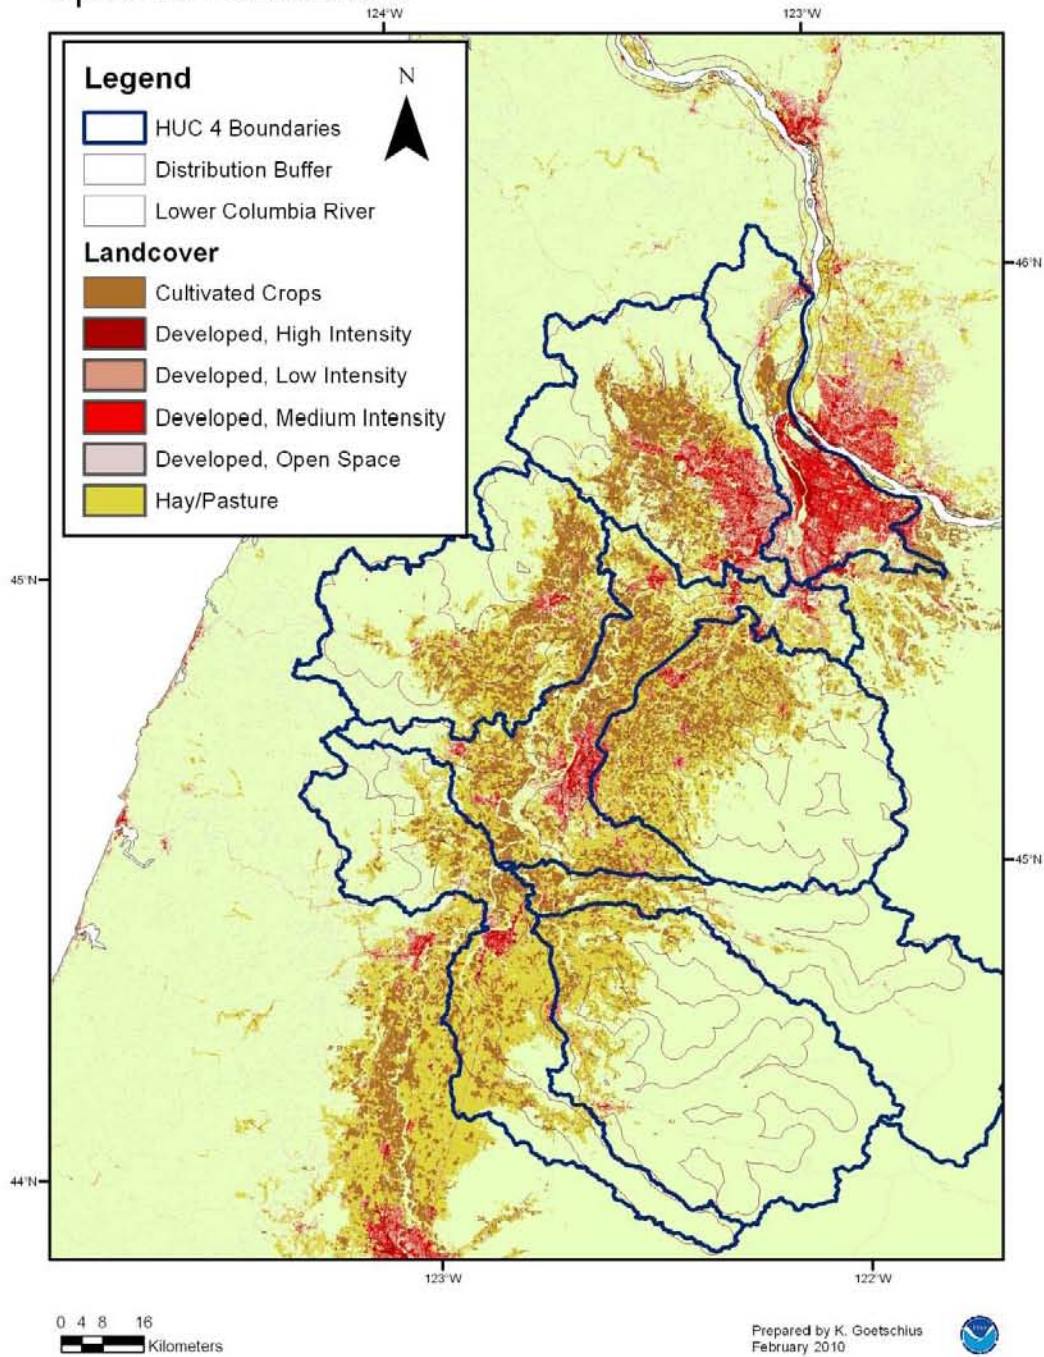 124°W
123°W
Legend
N
HUC 4 Boundaries
Distribution Buffer
Lower Columbia River
Landcover
Cultivated Crops
Developed, High Intensity
Developed, Low Intensity
Developed, Medium Intensity
Developed, Open Space
Hay/Pasture
46°N
45°N
45°N
44°N
123°W
122°W
0 4 8 16
Kilometers
Prepared by K. Goetschius
February 2010